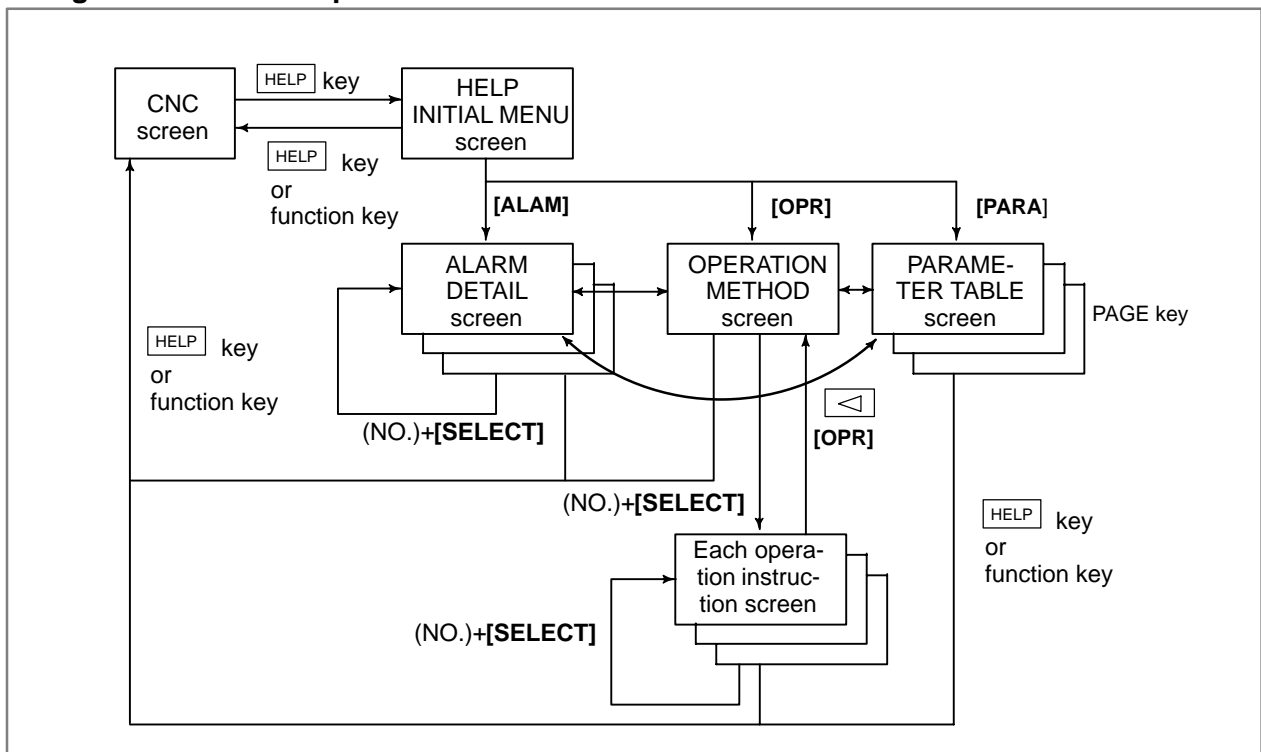 HELP key
CNC
screen
HELP
INITIAL MENU
screen
HELP key
or
function key
[ALAM]
[OPR]
[PARA]
ALARM
DETAIL
screen
OPERATION
METHOD
screen
PARAME-
TER TABLE
screen
PAGE key
HELP key
or
function key
(NO.)+[SELECT]
[OPR]
(NO.)+[SELECT]
HELP key
or
function key
Each opera-
tion instruc-
tion screen
(NO.)+[SELECT]